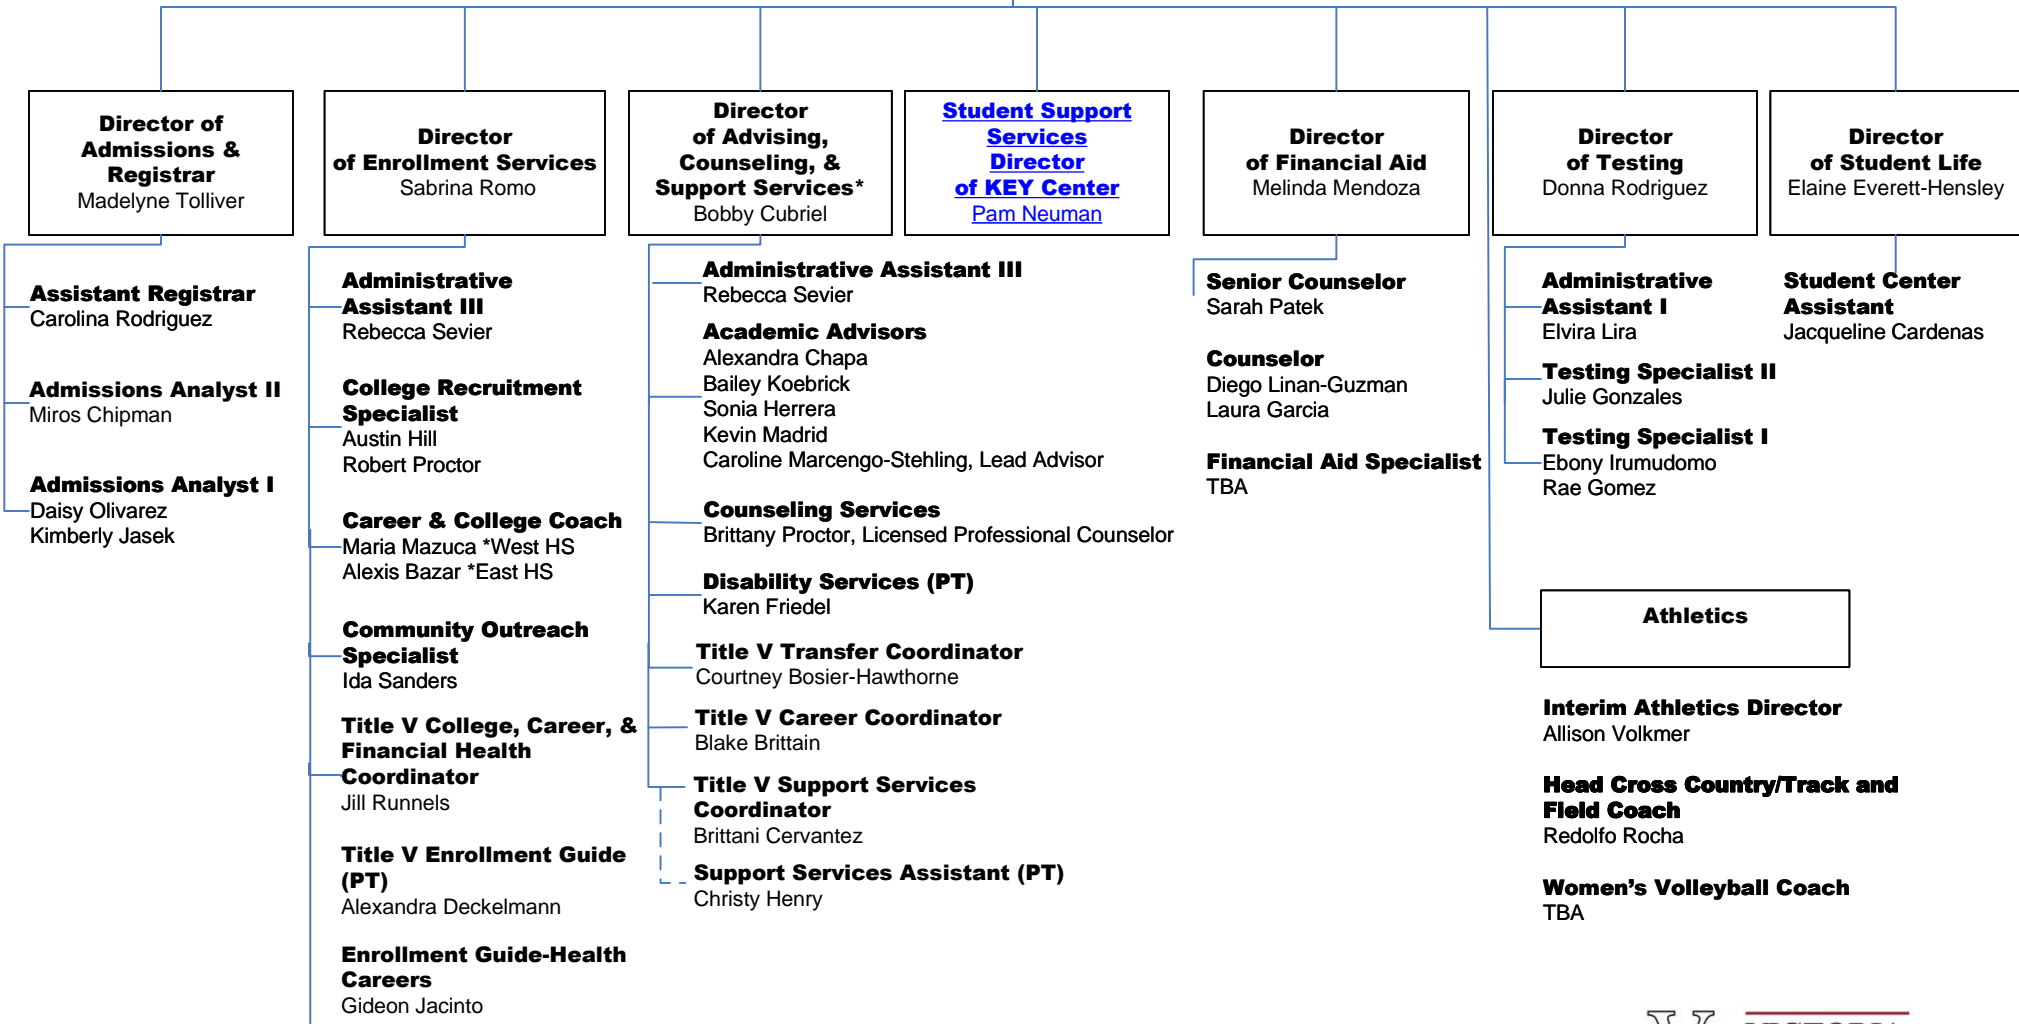 Director of
Admissions &
Registrar
Madelyne Tolliver
Assistant Registrar
Carolina Rodriguez
Admissions Analyst II
Miros Chipman
Admissions Analyst I
Daisy Olivarez
Kimberly Jasek
Director
of Enrollment Services
Sabrina Romo
Administrative
Assistant III
Rebecca Sevier
College Recruitment
Specialist
Austin Hill
Robert Proctor
Career & College Coach
Maria Mazuca *West HS
Alexis Bazar *East HS
Community Outreach
Specialist
Ida Sanders
Title V College, Career, &
Financial Health
Coordinator
Jill Runnels
Title V Enrollment Guide
(PT)
Alexandra Deckelmann
Enrollment Guide-Health
Careers
Gideon Jacinto
Director
of Advising,
Counseling, &
Support Services*
Bobby Cubriel
Administrative Assistant III
Rebecca Sevier
Academic Advisors
Alexandra Chapa
Bailey Koebrick
Sonia Herrera
Kevin Madrid
Caroline Marcengo-Stehling, Lead Advisor
Counseling Services
Brittany Proctor, Licensed Professional Counselor
Disability Services (PT)
Karen Friedel
Title V Transfer Coordinator
Courtney Bosier-Hawthorne
Title V Career Coordinator
Blake Brittain
Title V Support Services
Coordinator
Brittani Cervantez
Support Services Assistant (PT)
Christy Henry
Student Support
Services
Director
of KEY Center
Pam Neuman
Director
of Financial Aid
Melinda Mendoza
Senior Counselor
Sarah Patek
Counselor
Diego Linan-Guzman
Laura Garcia
Financial Aid Specialist
TBA
Director
of Testing
Donna Rodriguez
Administrative
Assistant I
Elvira Lira
Testing Specialist II
Julie Gonzales
Testing Specialist I
Ebony Irumudomo
Rae Gomez
Director
of Student Life
Elaine Everett-Hensley
Student Center
Assistant
Jacqueline Cardenas
Athletics
Interim Athletics Director
Allison Volkmer
Head Cross Country/Track and
Field Coach
Redolfo Rocha
Women's Volleyball Coach
TBA